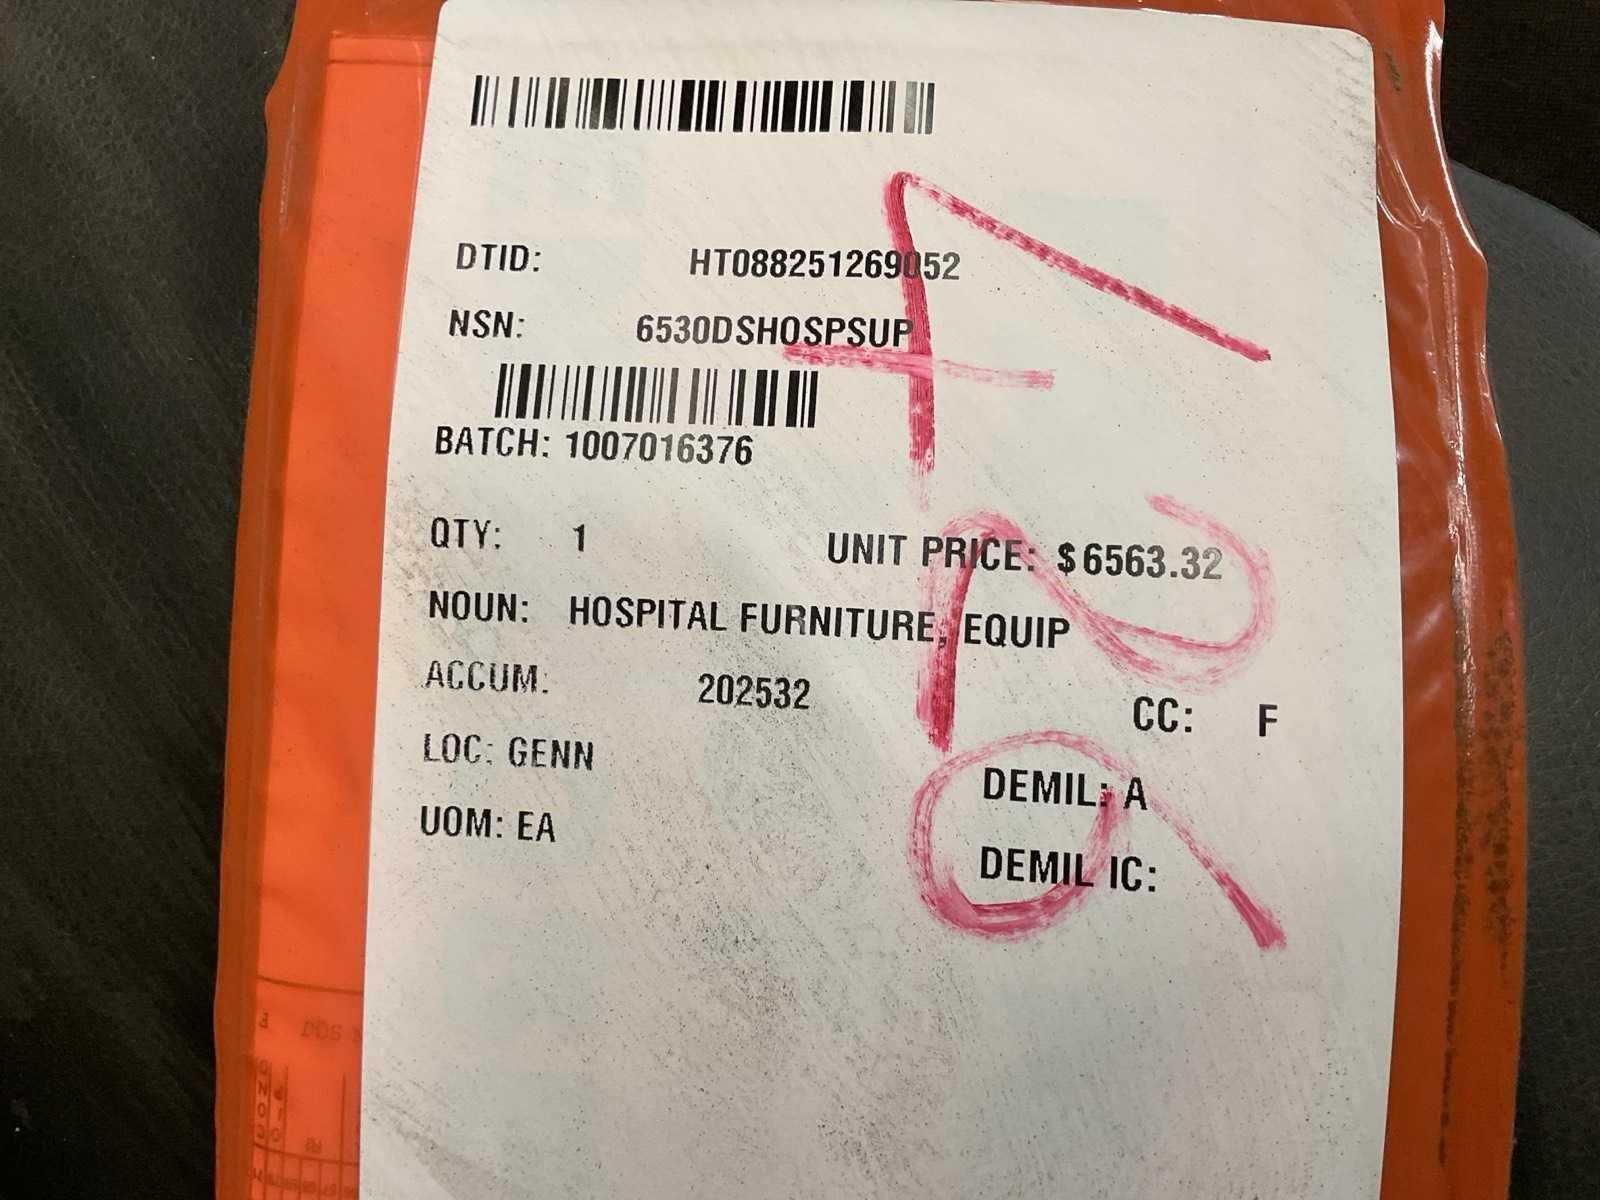 DTID: HT088251269052
NSN: 6530DSHOSPSUP
BATCH: 1007016376
QTY: 1 UNIT PRICE: $6563.32
NOUN: HOSPITAL FURNITURE, EQUIP
ACCUM: 202532
CC: F
LOC: GENN
DEMIL: A
UOM: EA
DEMIL IC: